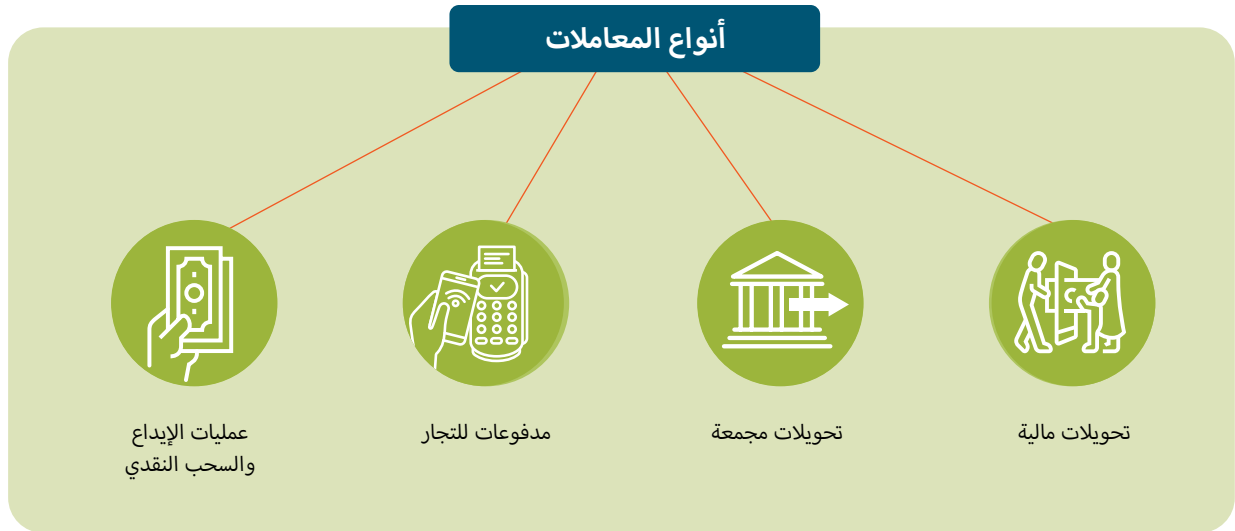 أنواع المعاملات
تحويلات مالية
تحويلات مجمعة
مدفوعات للتجار
عمليات الإيداع
والسحب النقدي